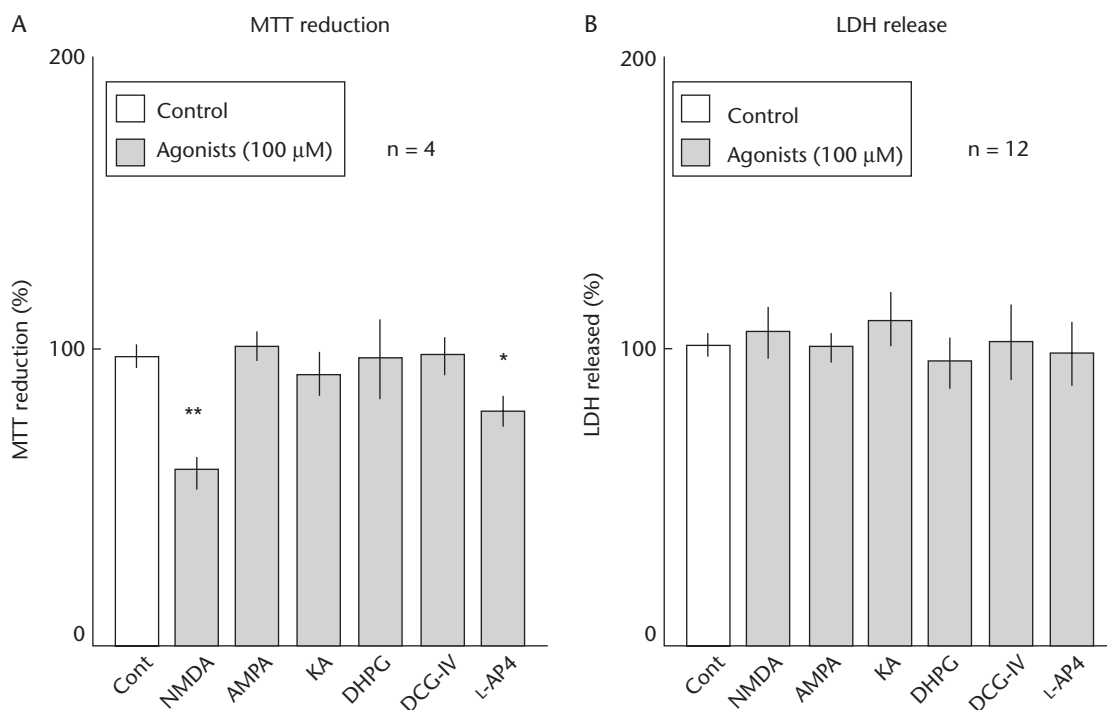 A
MTT reduction
200
Control
Agonists (100 μM)
n = 4
MTT reduction (%)
100
**
*
0
Cont
NMDA
AMPA
KA
DHPG
DCG-IV
L-AP4
B
LDH release
200
Control
Agonists (100 μM)
n = 12
LDH released (%)
100
0
Cont
NMDA
AMPA
KA
DHPG
DCG-IV
L-AP4